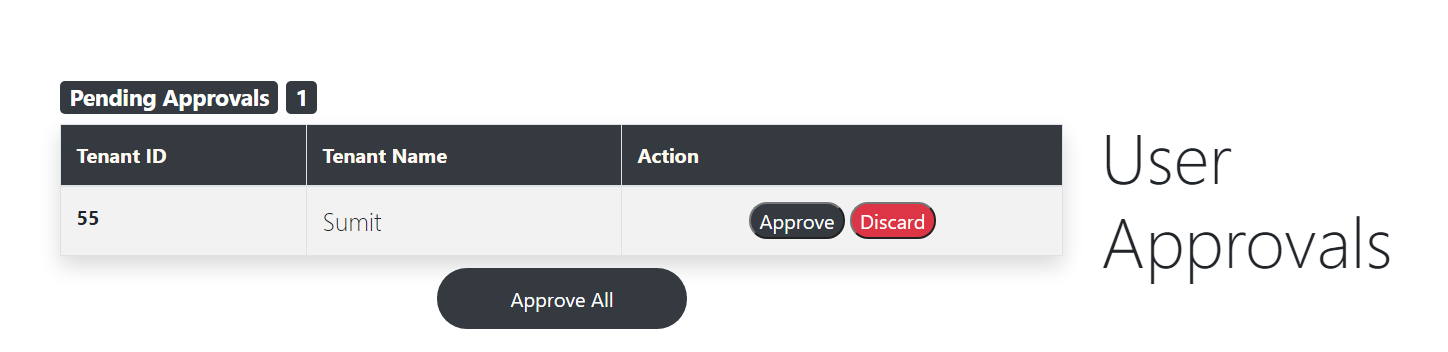 Pending Approvals 1
Tenant ID Tenant Name Action
55 Sumit Approve Discard
Approve All
User
Approvals